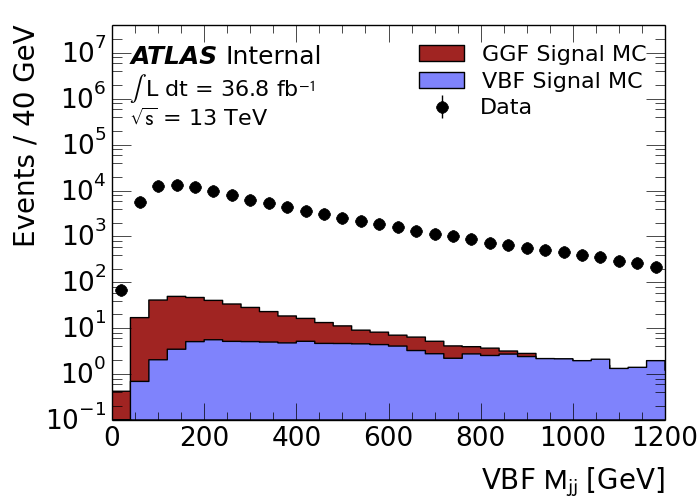 10⁷
10⁶
10⁵
10⁴
10³
10²
10¹
10⁰
10⁻¹
Events / 40 GeV
ATLAS Internal
∫L dt = 36.8 fb⁻¹
√s = 13 TeV
GGF Signal MC
VBF Signal MC
Data
0 200 400 600 800 1000 1200
VBF Mjj [GeV]